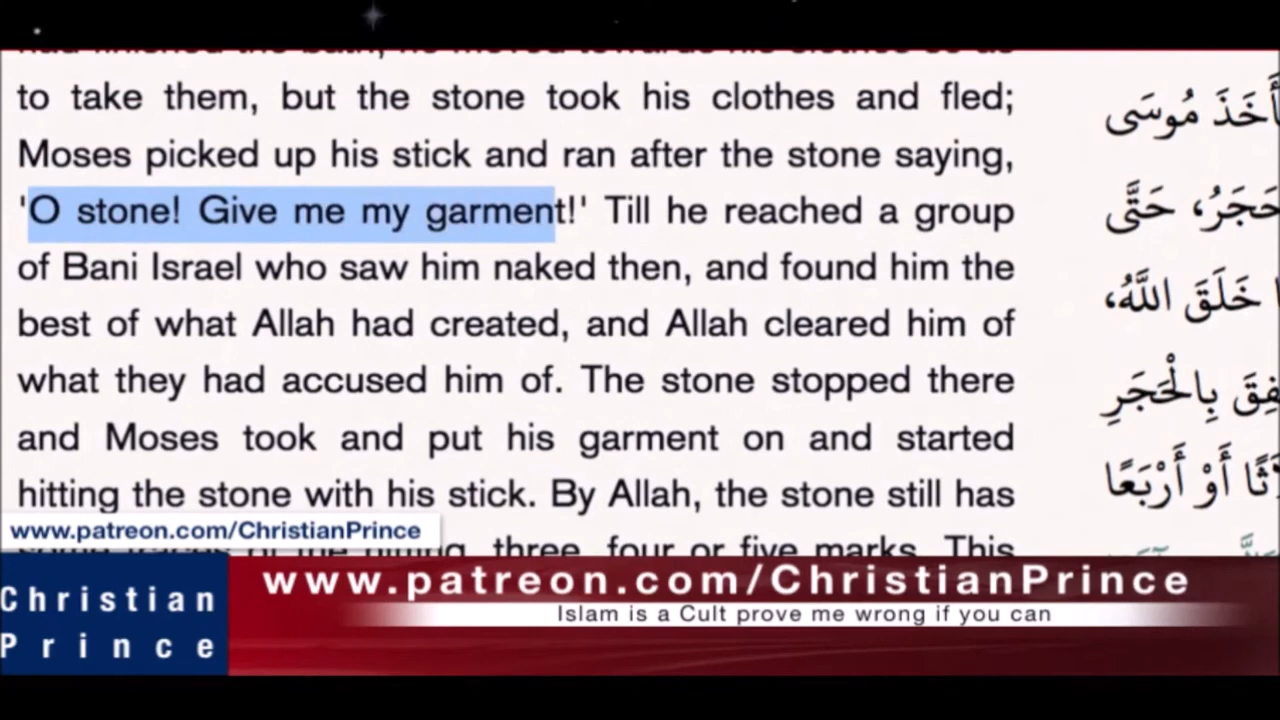 to take them, but the stone took his clothes and fled;
Moses picked up his stick and ran after the stone saying,
'O stone! Give me my garment!' Till he reached a group
of Bani Israel who saw him naked then, and found him the
best of what Allah had created, and Allah cleared him of
what they had accused him of. The stone stopped there
and Moses took and put his garment on and started
hitting the stone with his stick. By Allah, the stone still has
three, four or five marks. This
أَخَذَ مُوسَى
حَجَرُ، حَتَّى
خَلَقَ اللَّهُ،
بِالْحَجَرِ
أَوْ أَرْبَعًا
www.patreon.com/ChristianPrince
Christian
Prince
www.patreon.com/ChristianPrince
Islam is a Cult prove me wrong if you can